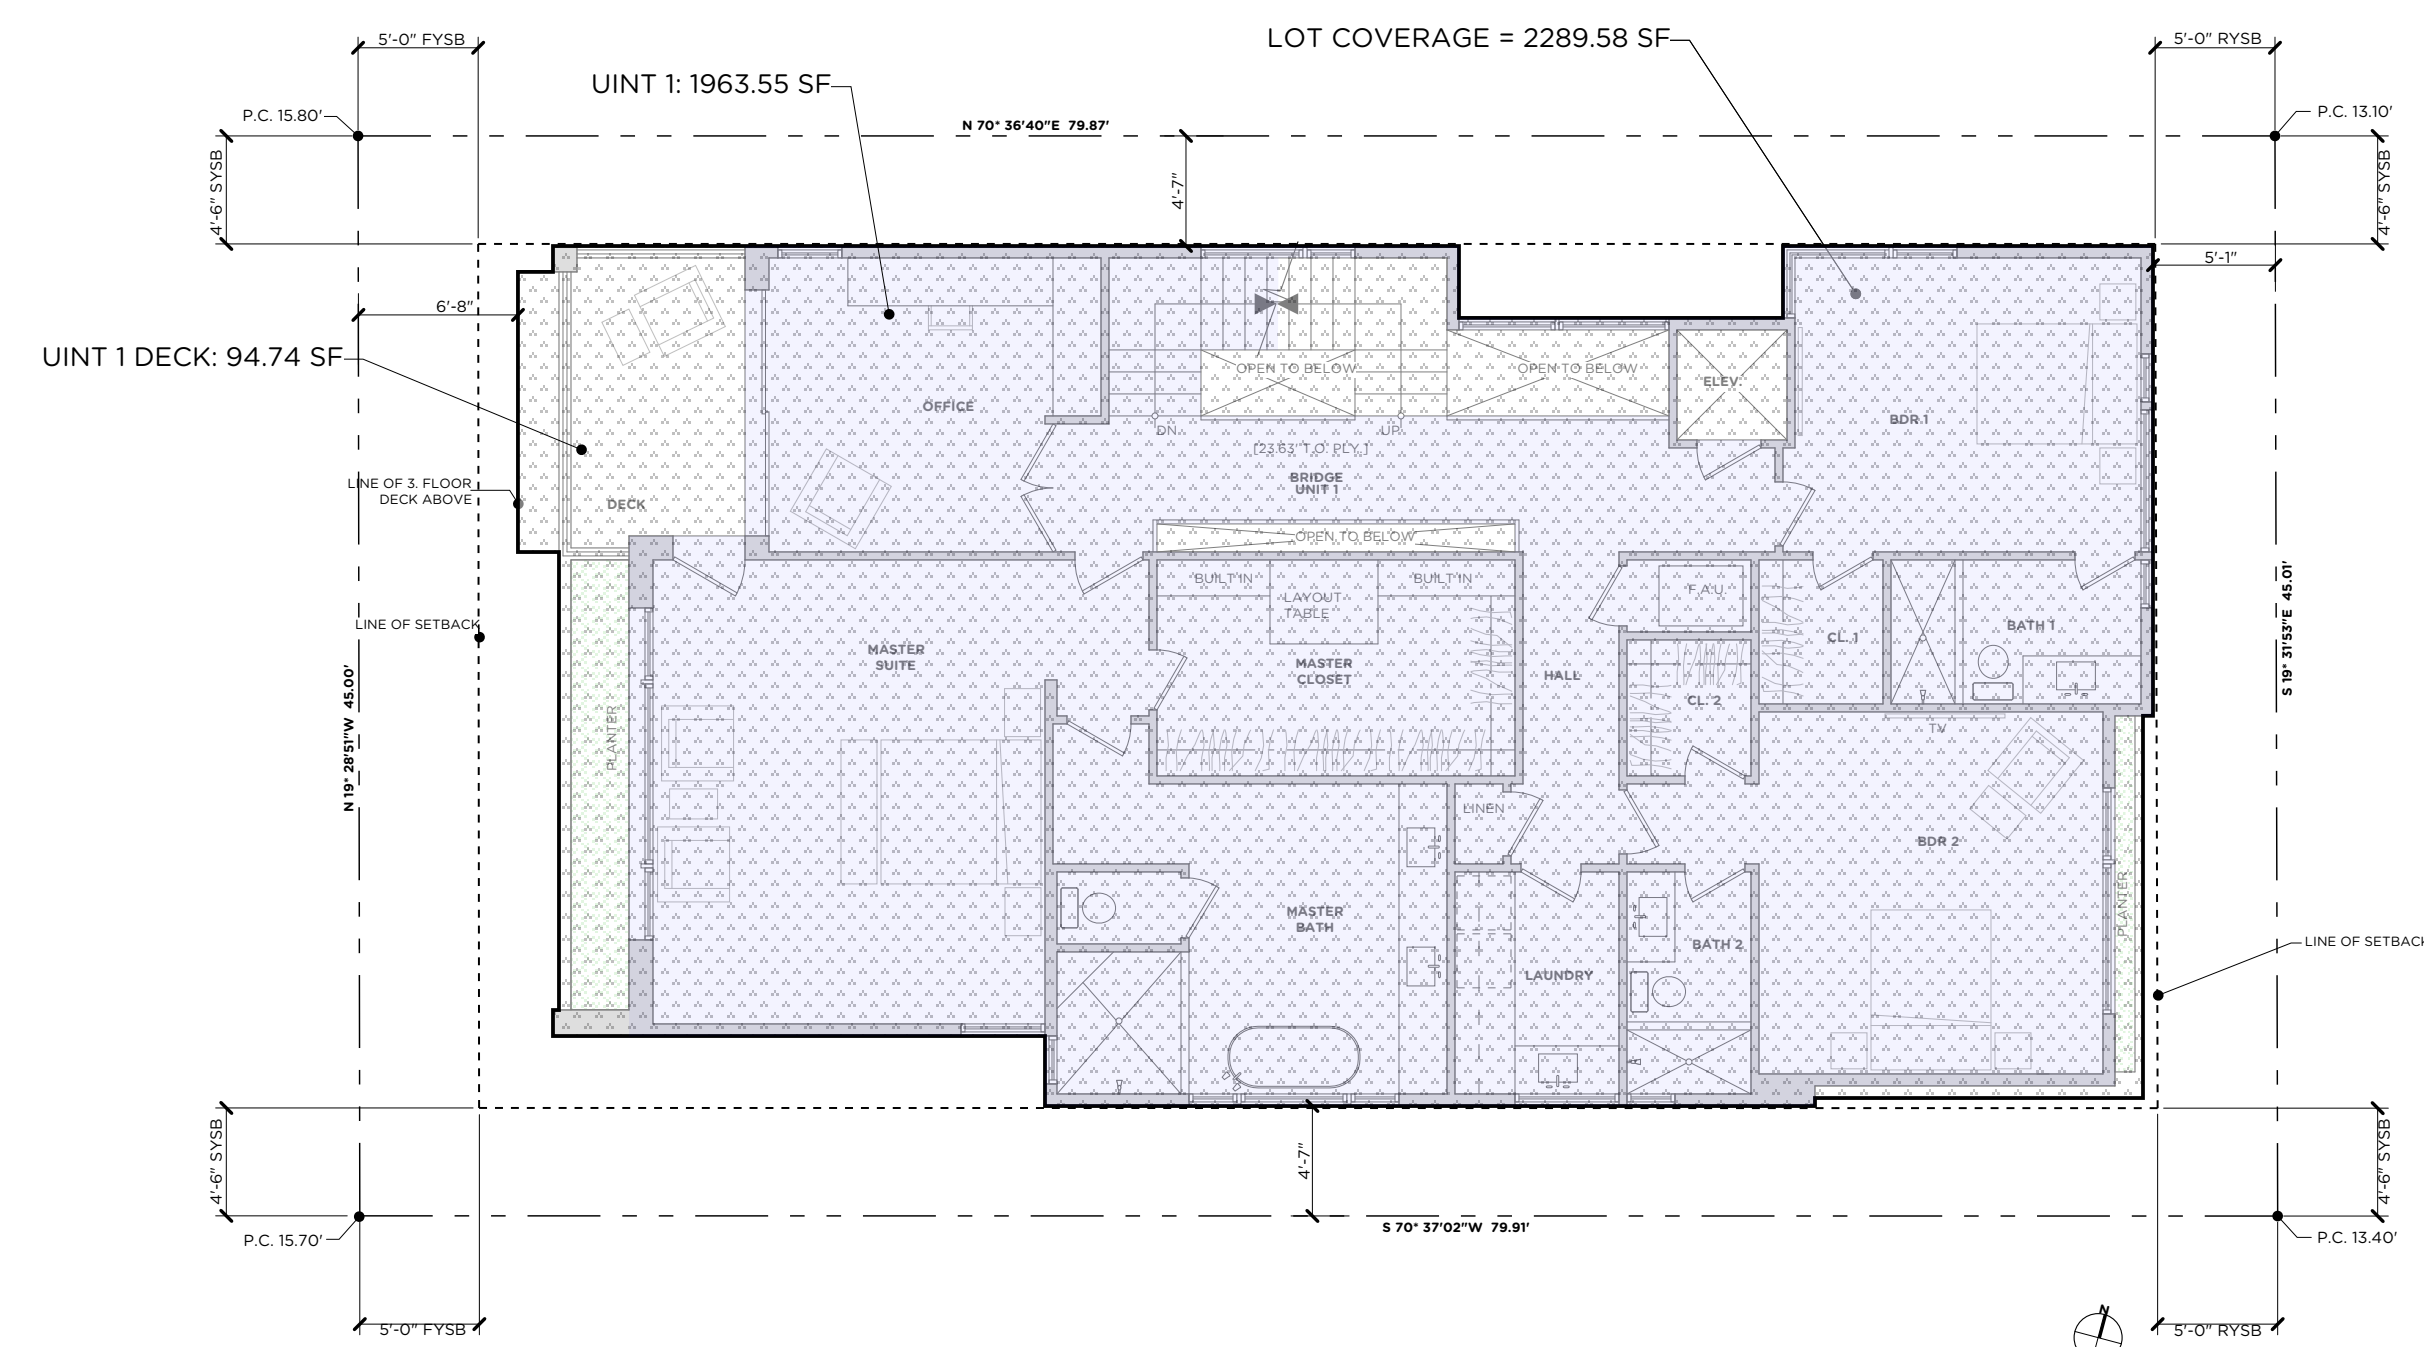 5'-0" FYSB
LOT COVERAGE = 2289.58 SF
5'-0" RYSB
UINT 1: 1963.55 SF
P.C. 15.80'
N 70° 36'40"E 79.87'
P.C. 13.10'
4'-6" SYSB
4'-7"
4'-6" SYSB
5'-1"
6'-8"
UINT 1 DECK: 94.74 SF
OPEN TO BELOW
OPEN TO BELOW
ELEV.
OFFICE
BDR 1
DN
UP
[23.63' T.O. PLY.]
BRIDGE
UNIT 1
LINE OF 3. FLOOR
DECK ABOVE
DECK
OPEN TO BELOW
BUILT IN
BUILT IN
LAYOUT
TABLE
F.A.U.
LINE OF SETBACK
MASTER
SUITE
MASTER
CLOSET
HALL
CL. 1
BATH 1
S 19° 31'53"E 45.01'
CL. 2
N 19° 28'51"W 45.00'
PLANTER
TV
LINEN
BDR 2
MASTER
BATH
BATH 2
PLANTER
LINE OF SETBACK
LAUNDRY
4'-6" SYSB
4'-7"
4'-6" SYSB
S 70° 37'02"W 79.91'
P.C. 15.70'
P.C. 13.40'
5'-0" FYSB
N
5'-0" RYSB